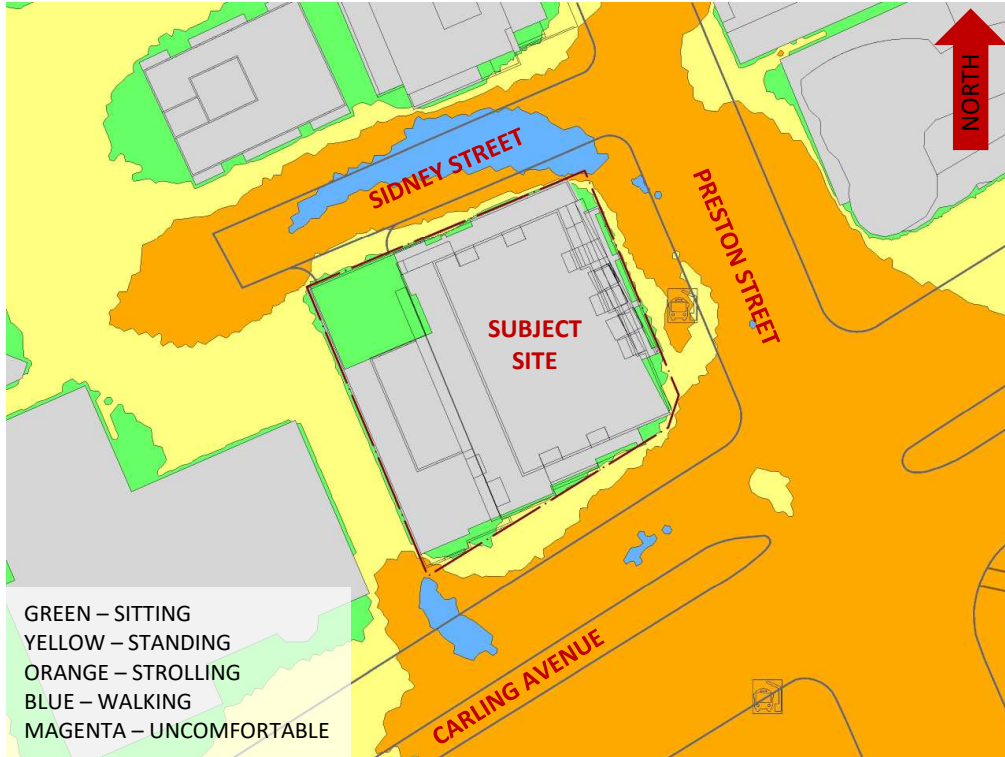 NORTH
SIDNEY STREET
PRESTON STREET
SUBJECT
SITE
CARLING AVENUE
GREEN – SITTING
YELLOW – STANDING
ORANGE – STROLLING
BLUE – WALKING
MAGENTA – UNCOMFORTABLE